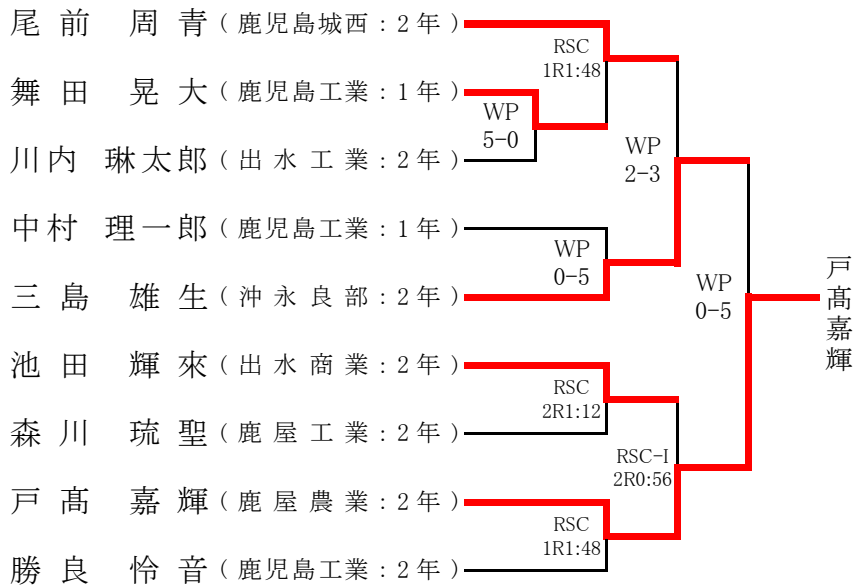 尾前 周青（鹿児島城西：2年）
RSC
1R1:48
舞田 晃大（鹿児島工業：1年）
WP
5-0
川内 琳太郎（出水工業：2年）
WP
2-3
中村 理一郎（鹿児島工業：1年）
WP
0-5
三島 雄生（沖永良部：2年）
WP
0-5
戸髙嘉輝
池田 輝來（出水商業：2年）
RSC
2R1:12
森川 琉聖（鹿屋工業：2年）
RSC-I
2R0:56
戸髙 嘉輝（鹿屋農業：2年）
RSC
1R1:48
勝良 怜音（鹿児島工業：2年）